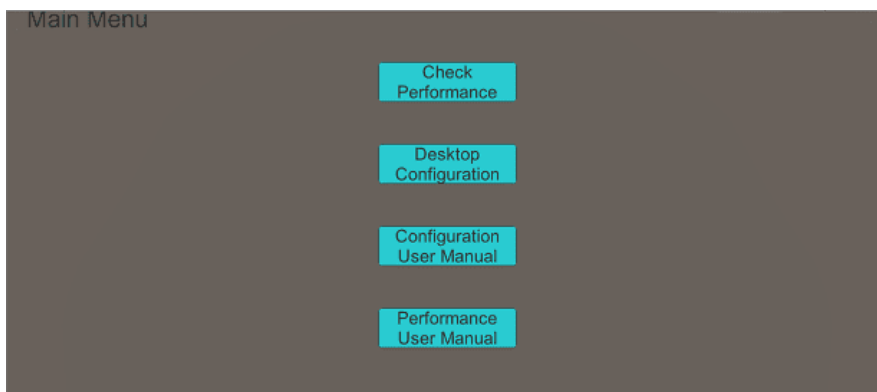 Main Menu
Check
Performance
Desktop
Configuration
Configuration
User Manual
Performance
User Manual